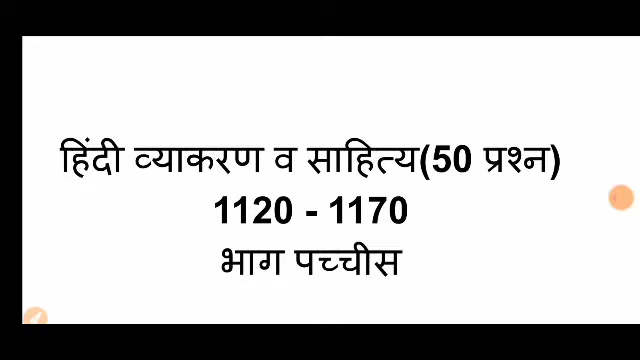 हिंदी व्याकरण व साहित्य(50 प्रश्न)
1120 - 1170
भाग पच्चीस